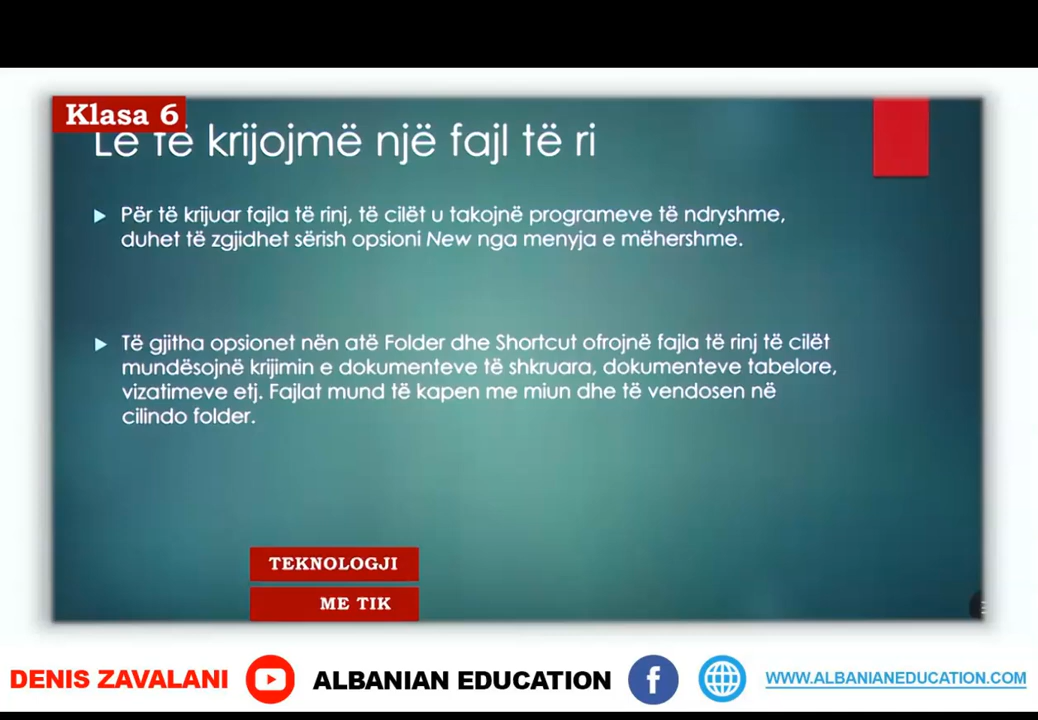 Klasa 6
Le të krijojmë një fajl të ri
Për të krijuar fajla të rinj, të cilët u takojnë programeve të ndryshme,
duhet të zgjidhet sërish opsioni New nga menyja e mëhershme.
Të gjitha opsionet nën atë Folder dhe Shortcut ofrojnë fajla të rinj të cilët
mundësojnë krijimin e dokumenteve të shkruara, dokumenteve tabelore,
vizatimeve etj. Fajlat mund të kapen me miun dhe të vendosen në
cilindo folder.
TEKNOLOGJI
ME TIK
DENIS ZAVALANI ALBANIAN EDUCATION f WWW.ALBANIANEDUCATION.COM